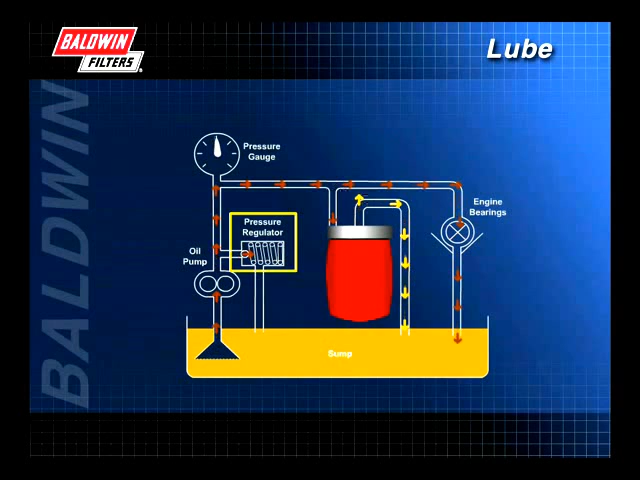 BALDWIN
FILTERS
Lube
BALDWIN
Pressure
Gauge
Engine
Bearings
Pressure
Regulator
Oil
Pump
Sump